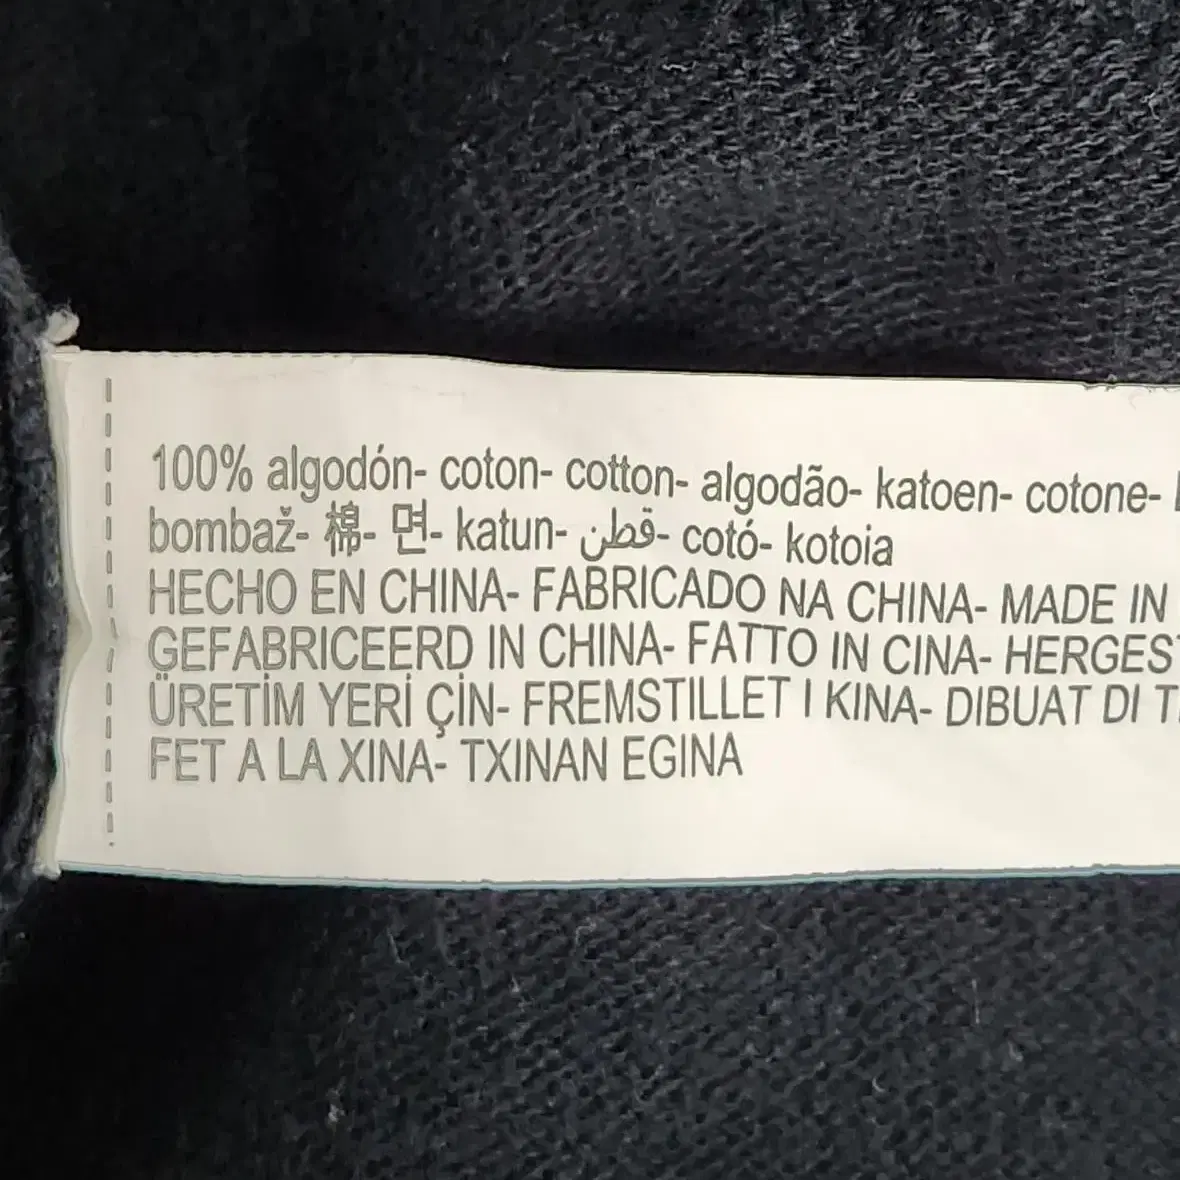 100% algodón- coton- cotton- algodão- katoen- cotone-
bombaž- 棉- 면- katun- قطن- cotó- kotoia
HECHO EN CHINA- FABRICADO NA CHINA- MADE IN
GEFABRICEERD IN CHINA- FATTO IN CINA- HERGEST
ÜRETİM YERİ ÇİN- FREMSTILLET I KINA- DIBUAT DI
FET A LA XINA- TXINAN EGINA